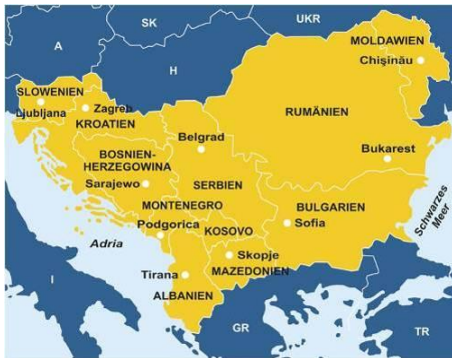 SK
UKR
A
H
MOLDAWIEN
Chişinău
SLOWENIEN
Ljubljana
Zagreb
KROATIEN
RUMÄNIEN
Belgrad
Bukarest
BOSNIEN-
HERZEGOWINA
Sarajewo
SERBIEN
MONTENEGRO
BULGARIEN
Sofia
Schwarzes
Meer
Podgorica
KOSOVO
Adria
Skopje
MAZEDONIEN
Tirana
ALBANIEN
I
GR
TR